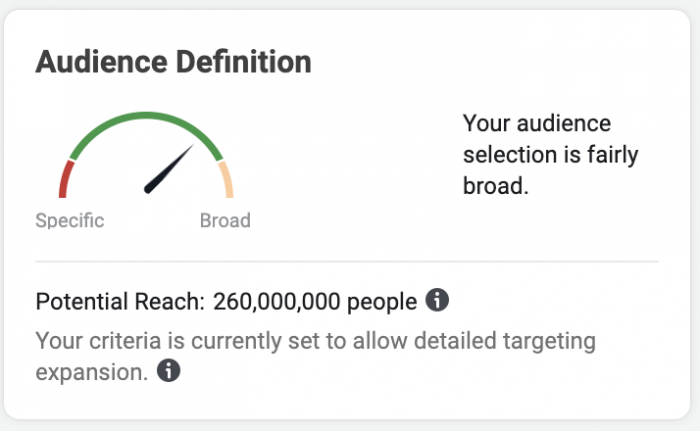 Audience Definition
Your audience
selection is fairly
broad.
Specific
Broad
Potential Reach: 260,000,000 people
Your criteria is currently set to allow detailed targeting
expansion.